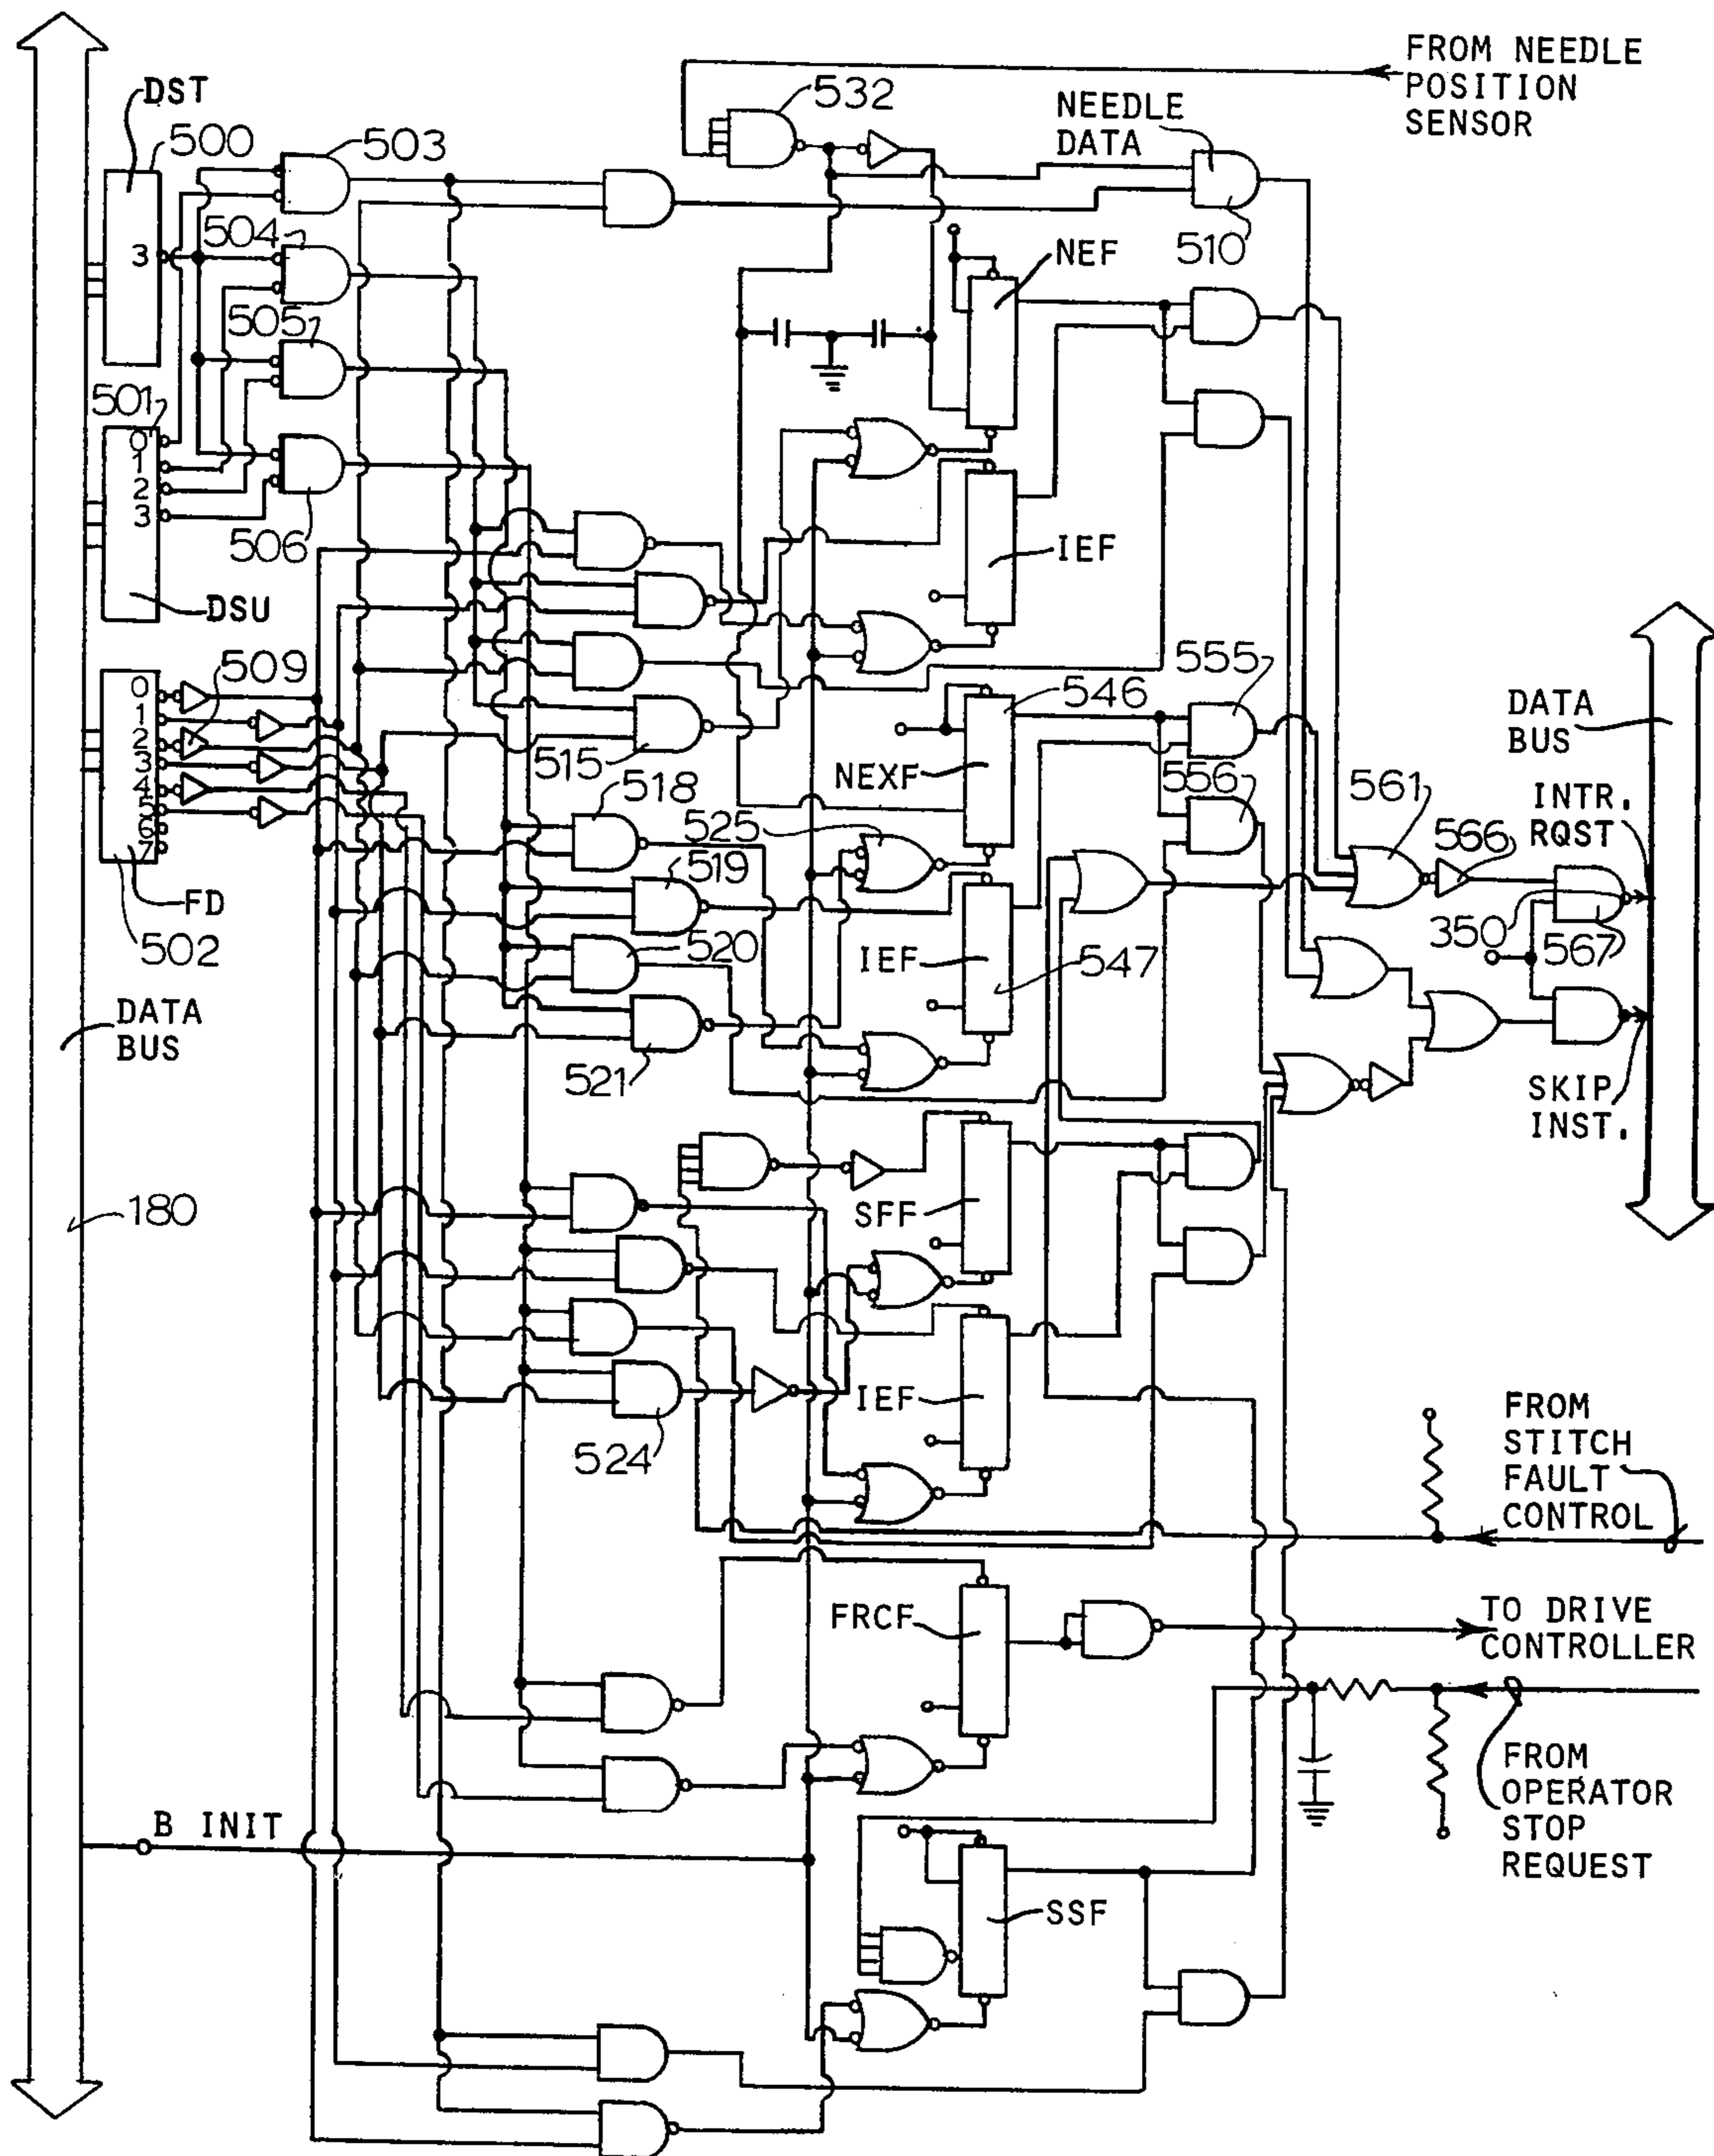 FROM NEEDLE
POSITION
SENSOR
DST
500
503
532
NEEDLE
DATA
504
3
510
NEF
505
501
0
1
2
3
506
IEF
DSU
509
0
1
2
3
4
5
6
7
555
546
DATA
BUS
515
NEXF
518
525
556
561
INTR.
RQST
566
519
FD
502
350
567
520
IEF
547
DATA
BUS
521
SKIP
INST.
180
SFF
IEF
524
FROM
STITCH
FAULT
CONTROL
FRCF
TO DRIVE
CONTROLLER
FROM
OPERATOR
STOP
REQUEST
B INIT
SSF